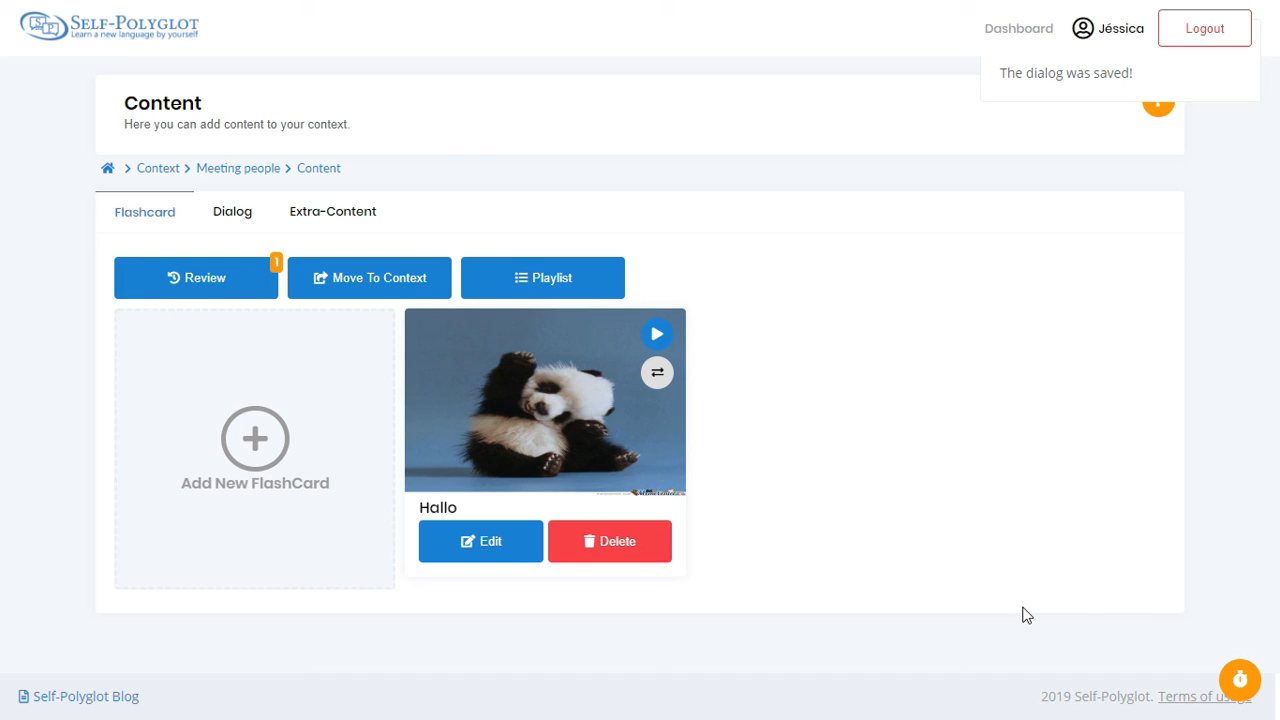 SELF-POLYGLOT
Learn a new language by yourself
Dashboard
Jéssica
Logout
The dialog was saved!
Content
Here you can add content to your context.
Context
Meeting people
Content
Flashcard
Dialog
Extra-Content
Review
1
Move To Context
Playlist
Add New FlashCard
Hallo
Edit
Delete
Self-Polyglot Blog
2019 Self-Polyglot. Terms of